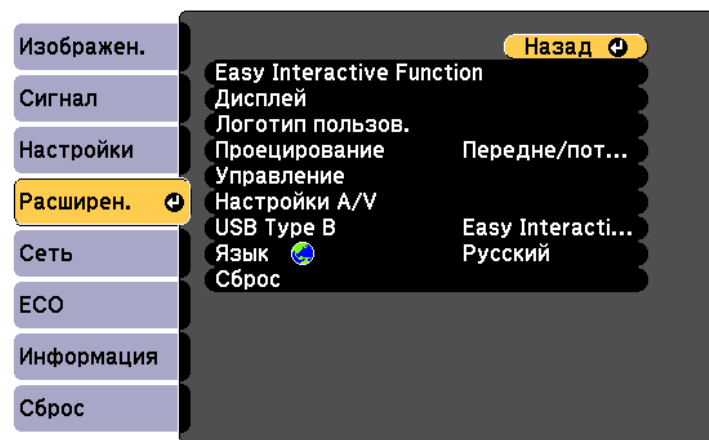 Изображен.
Сигнал
Настройки
Расширен.
Сеть
ECO
Информация
Сброс
Назад
Easy Interactive Function
Дисплей
Логотип пользов.
Проецирование Передне/пот...
Управление
Настройки A/V
USB Type B Easy Interacti...
Язык Русский
Сброс